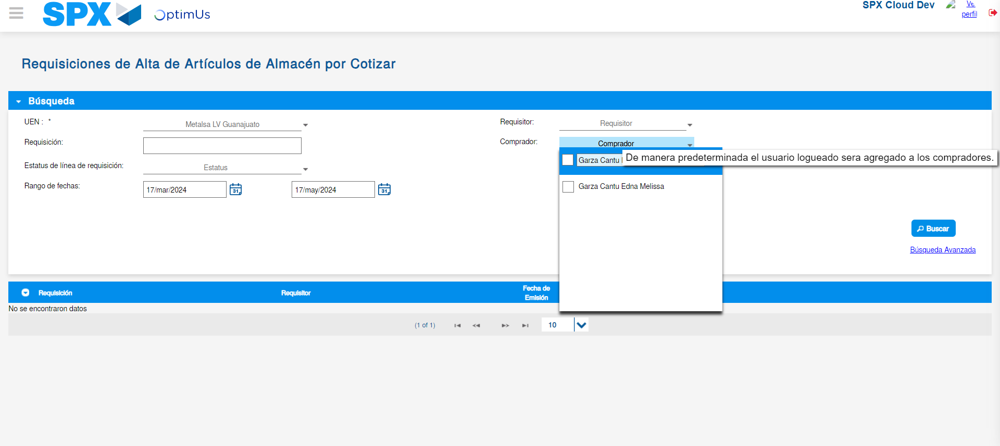 SPX
OptimUs
SPX Cloud Dev
perfil
Requisiciones de Alta de Artículos de Almacén por Cotizar
Búsqueda
UEN : *
Metalsa LV Guanajuato
Requisitor:
Requisitor
Requisición:
Comprador:
Comprador
Garza Cantu
De manera predeterminada el usuario logueado sera agregado a los compradores.
Estatus de línea de requisición:
Estatus
Rango de fechas:
17/mar/2024
31
17/may/2024
31
Garza Cantu Edna Melissa
Buscar
Búsqueda Avanzada
Requisición
Requisitor
Fecha de
Emisión
No se encontraron datos
(1 of 1)
10